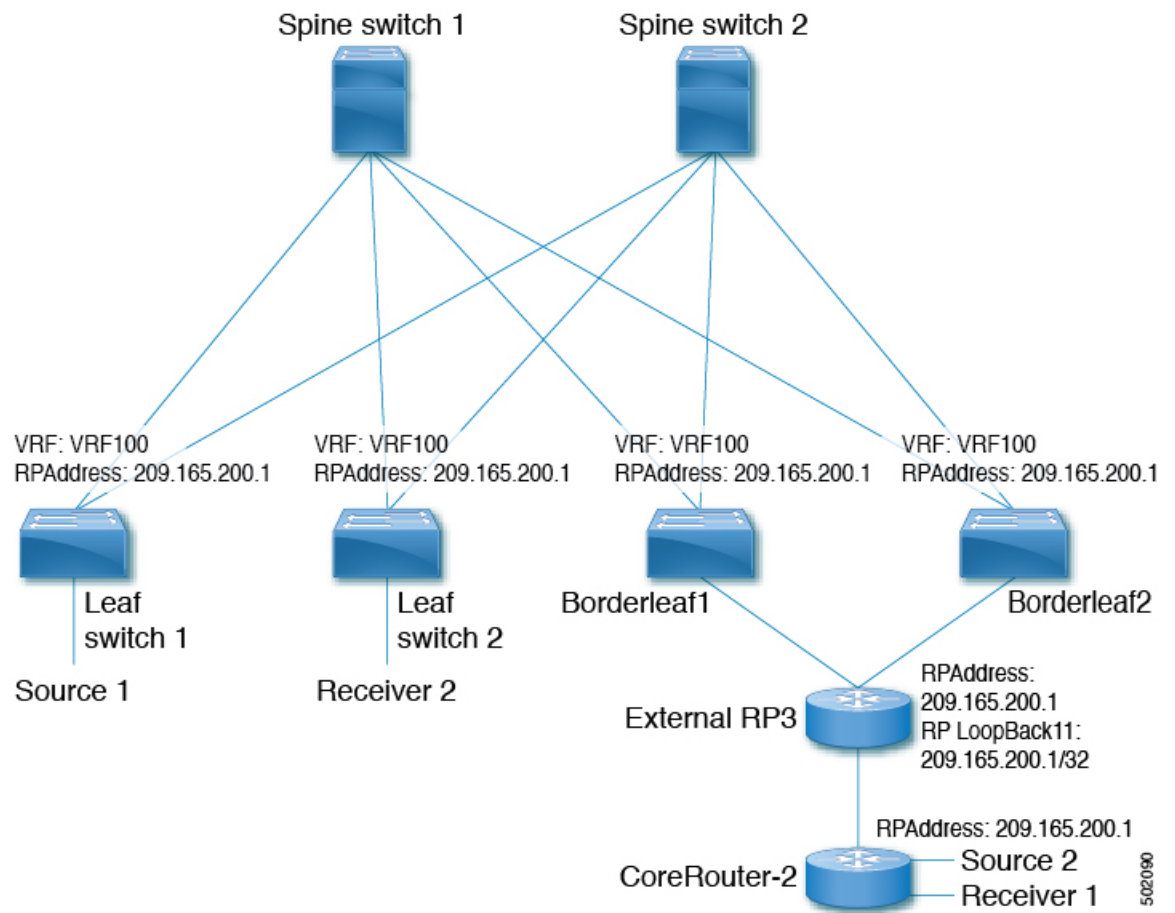 Spine switch 1
Spine switch 2
VRF: VRF100
RPAddress: 209.165.200.1
VRF: VRF100
RPAddress: 209.165.200.1
VRF: VRF100
RPAddress: 209.165.200.1
VRF: VRF100
RPAddress: 209.165.200.1
Leaf
switch 1
Source 1
Leaf
switch 2
Receiver 2
Borderleaf1
Borderleaf2
External RP3
RPAddress:
209.165.200.1
RP LoopBack11:
209.165.200.1/32
RPAddress: 209.165.200.1
CoreRouter-2
Source 2
Receiver 1
502090